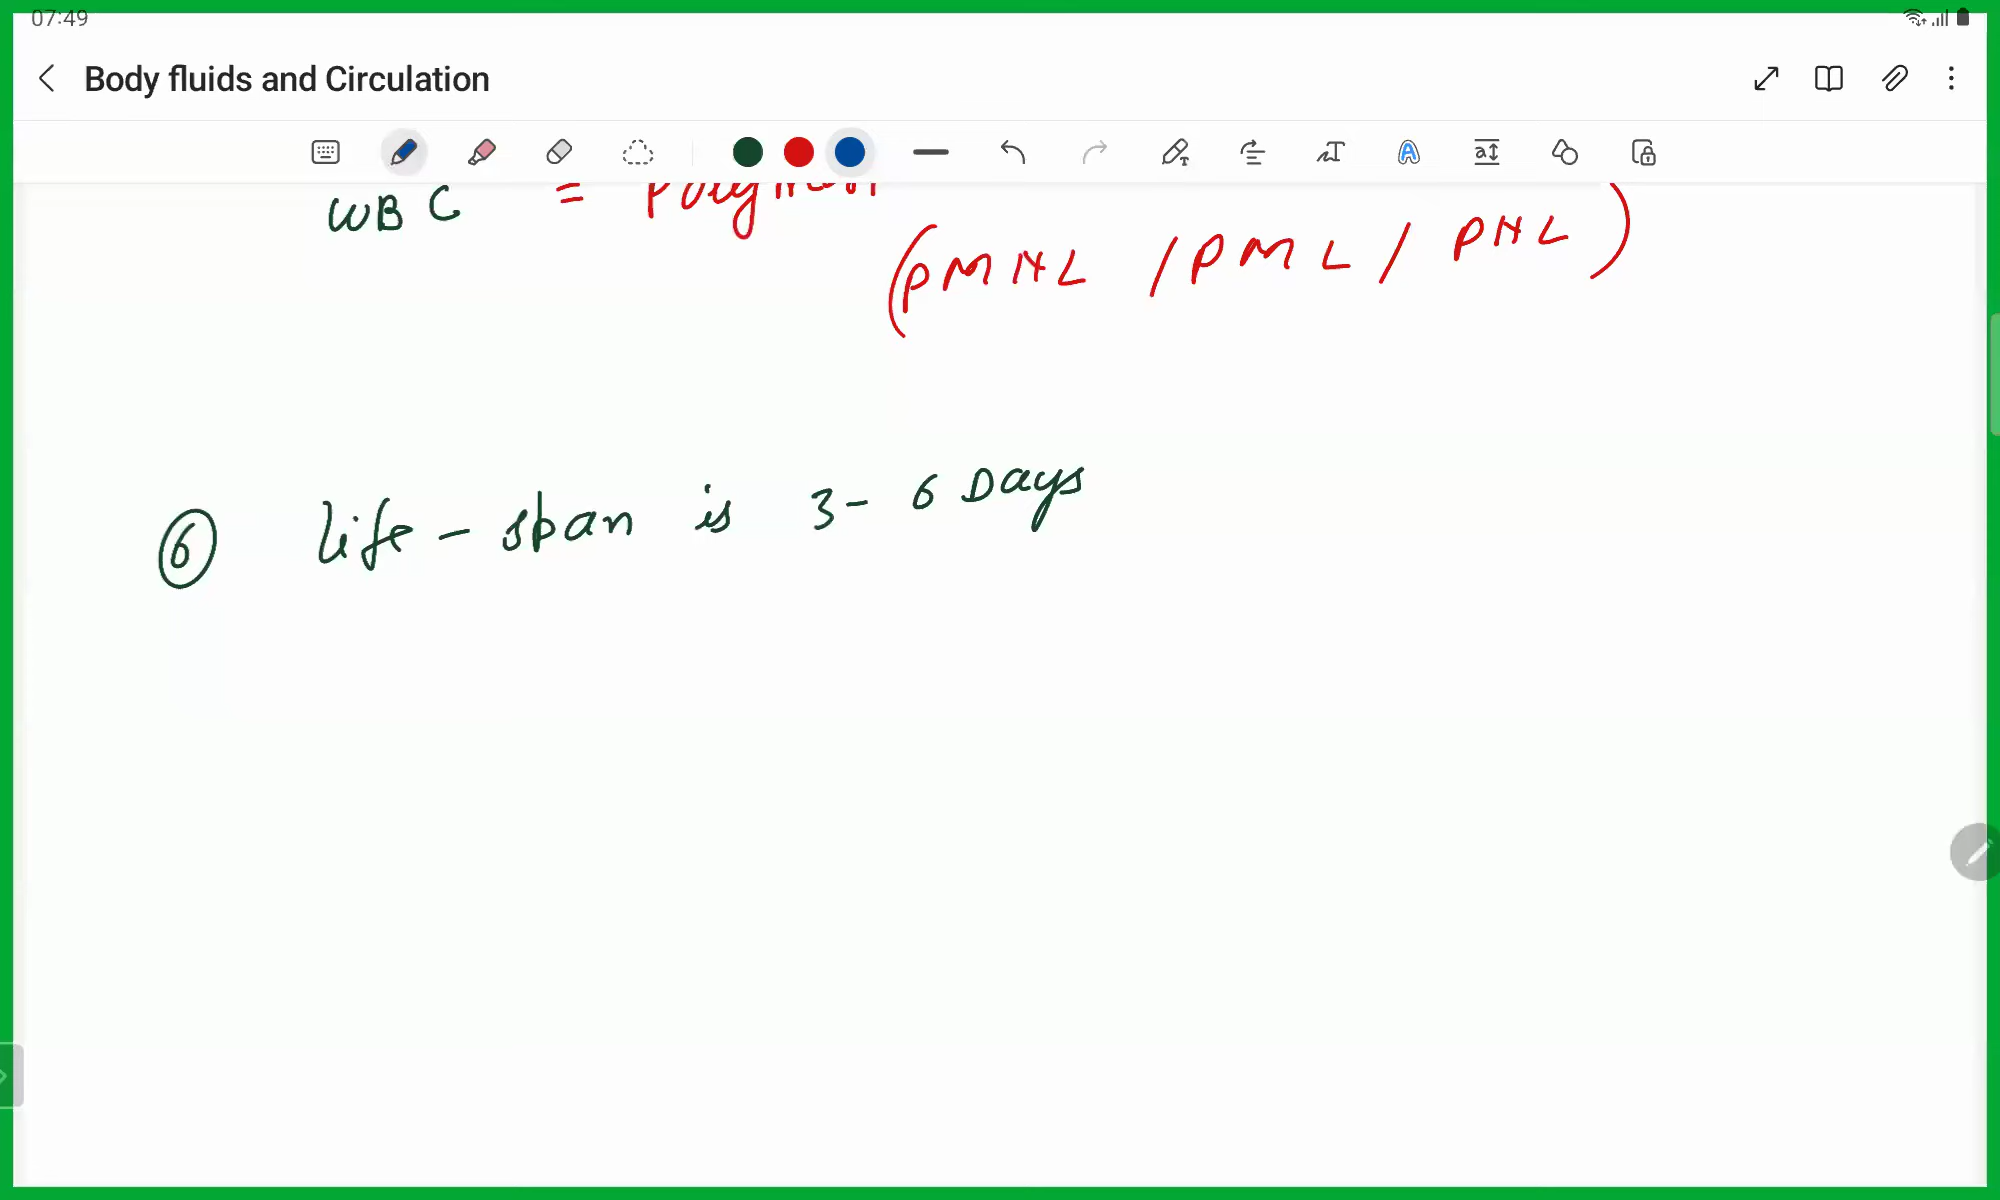 07:49
Body fluids and Circulation
WBC =
(PMNL / PML / PNL)
⑥ life - span is 3 - 6 Days